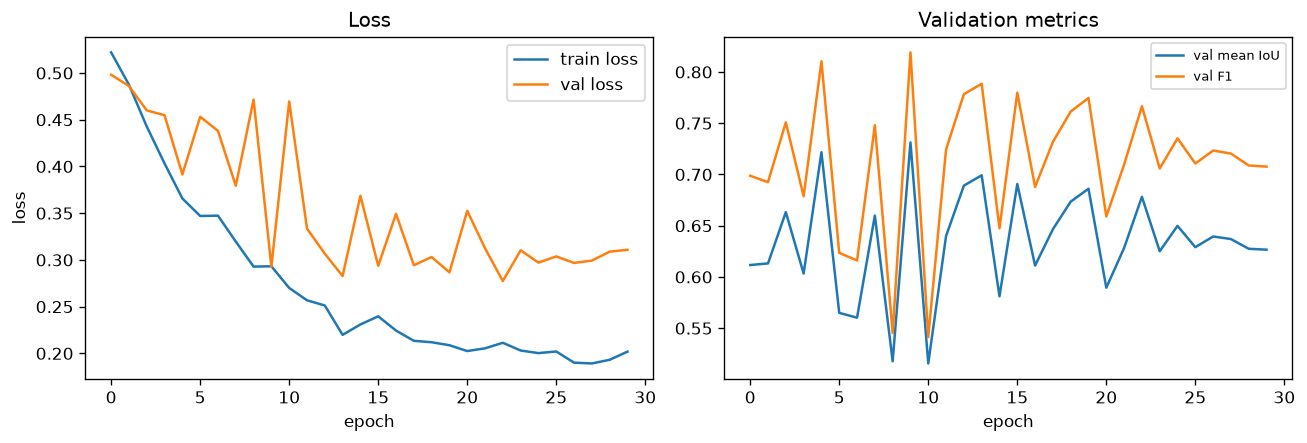 Loss
train loss
val loss
0.50
0.45
0.40
0.35
0.30
0.25
0.20
loss
0 5 10 15 20 25 30
epoch
Validation metrics
val mean IoU
val F1
0.80
0.75
0.70
0.65
0.60
0.55
0 5 10 15 20 25 30
epoch